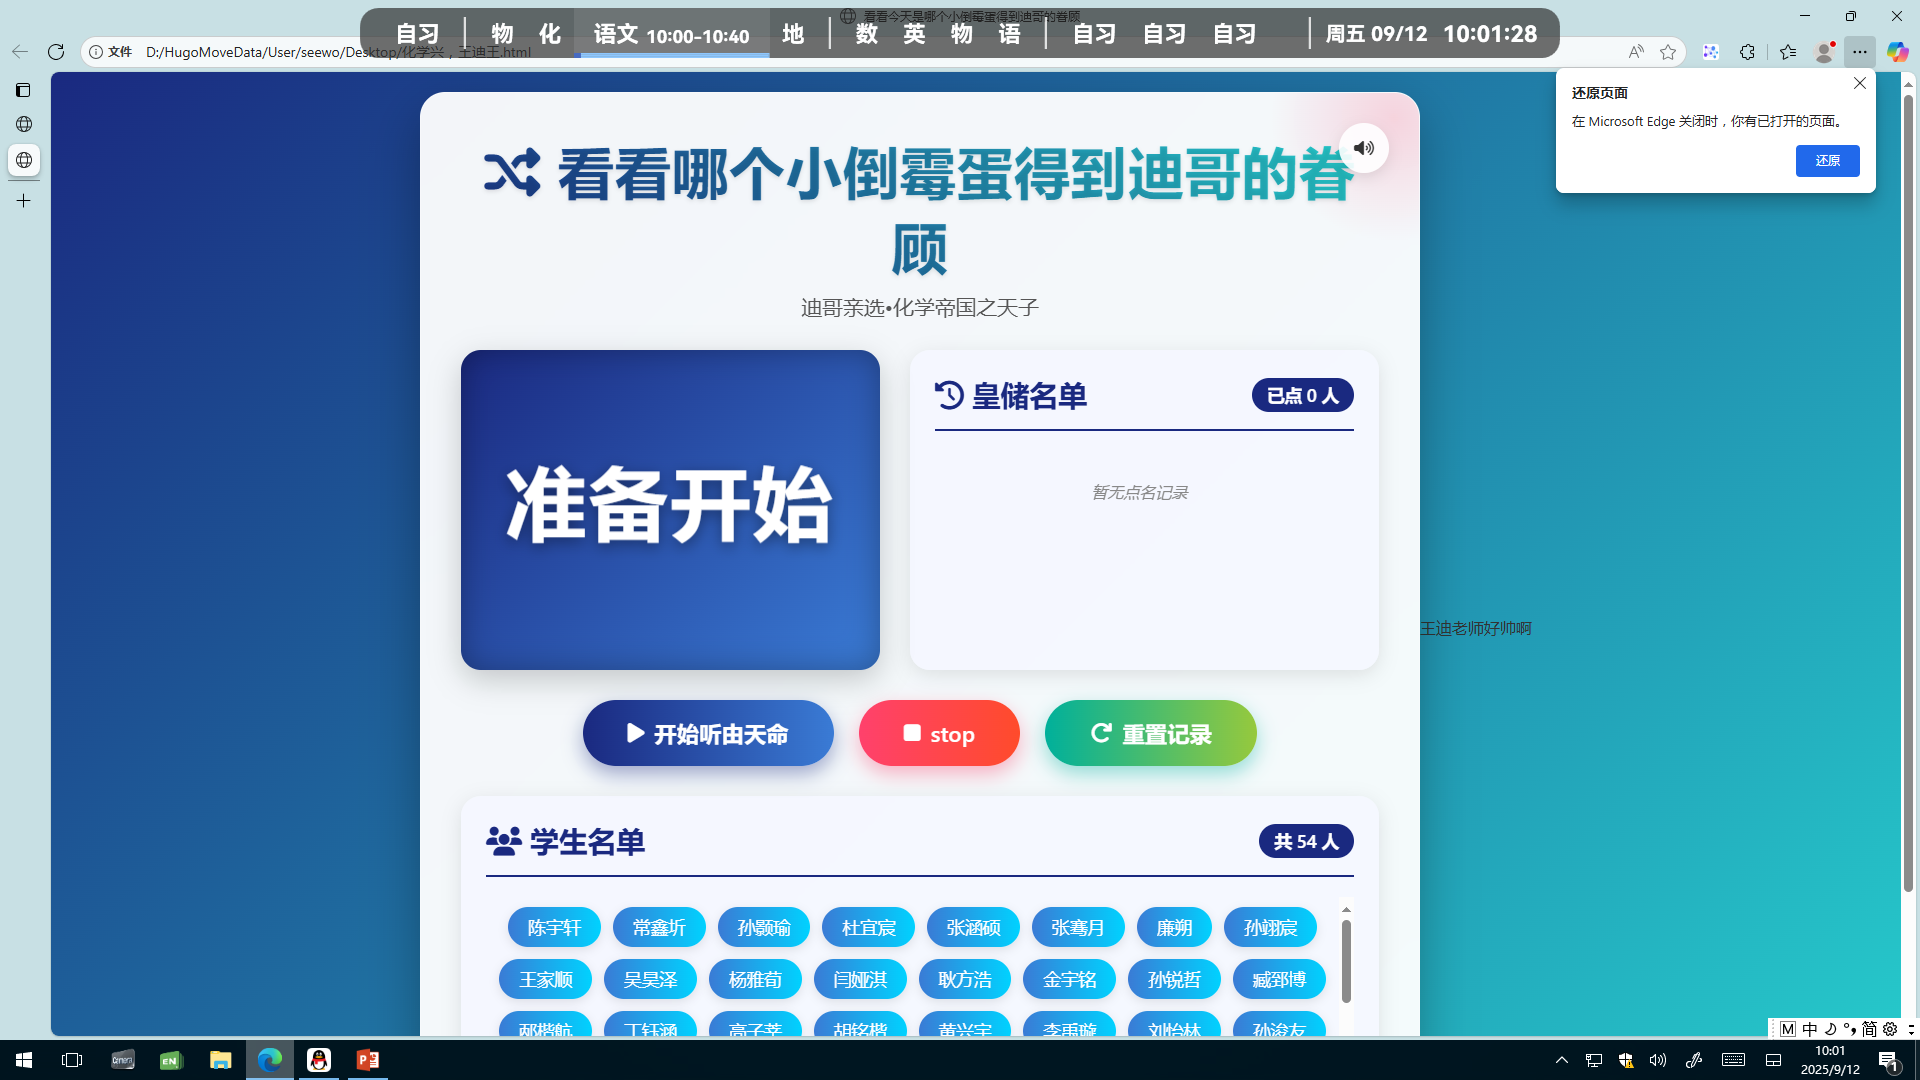 看看今天是哪个小倒霉蛋得到迪哥的眷顾
自习 物 化 语文 10:00-10:40 地 数 英 物 语 自习 自习 自习 周五 09/12 10:01:28
文件 D:/HugoMoveData/User/seewo/Desktop/化学兴，王迪王.html
还原页面
在 Microsoft Edge 关闭时，你有已打开的页面。
还原
看看哪个小倒霉蛋得到迪哥的眷
顾
迪哥亲选•化学帝国之天子
准备开始
皇储名单 已点 0 人
暂无点名记录
王迪老师好帅啊
开始听由天命 stop 重置记录
学生名单 共 54 人
陈宇轩 常鑫圻 孙颢瑜 杜宜宸 张涵硕 张骞月 廉朔 孙翊宸
王家顺 吴昊泽 杨雅荀 闫娅淇 耿方浩 金宇铭 孙锐哲 臧郅博
郝楷航 丁钰涵 高子荸 胡铭楷 黄兴宇 李禹璇 刘怡林 孙浚友
M 中 简
EN
10:01
2025/9/12
1